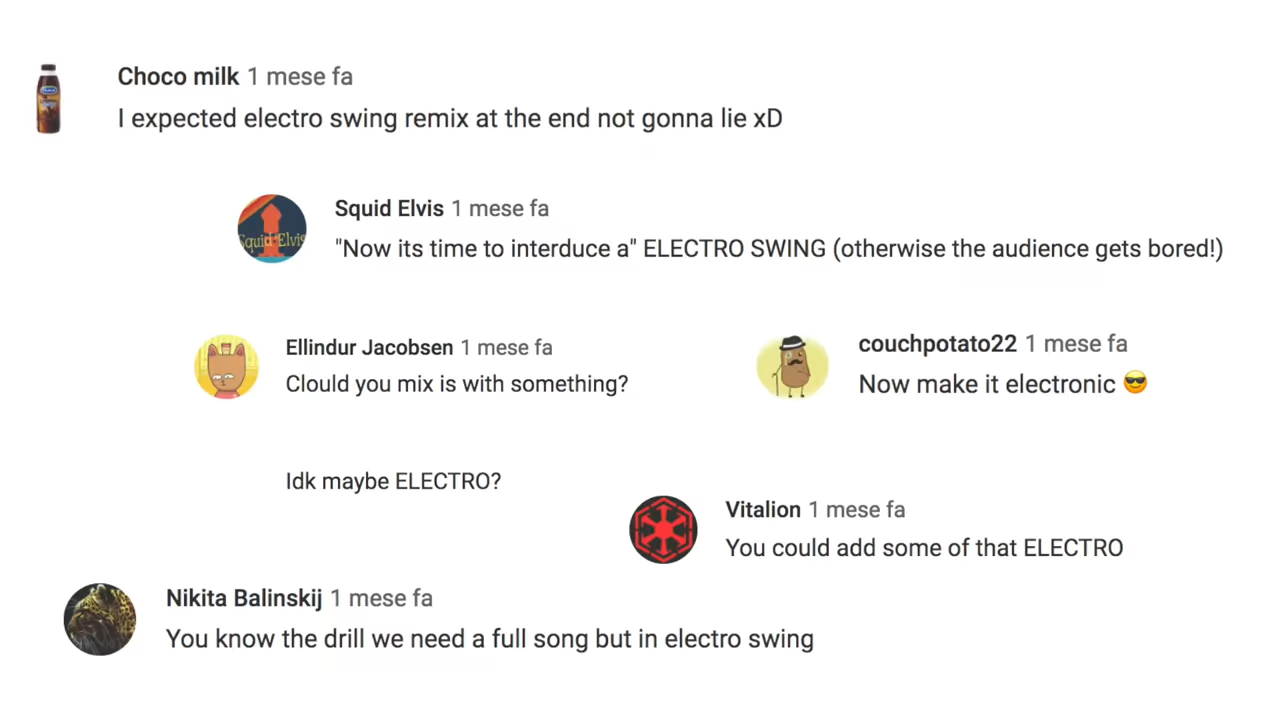 Choco milk 1 mese fa
I expected electro swing remix at the end not gonna lie xD
Squid Elvis 1 mese fa
Squid Elvis
"Now its time to interduce a" ELECTRO SWING (otherwise the audience gets bored!)
Ellindur Jacobsen 1 mese fa
Clould you mix is with something?
Idk maybe ELECTRO?
couchpotato22 1 mese fa
Now make it electronic 😎
Vitalion 1 mese fa
You could add some of that ELECTRO
Nikita Balinskij 1 mese fa
You know the drill we need a full song but in electro swing